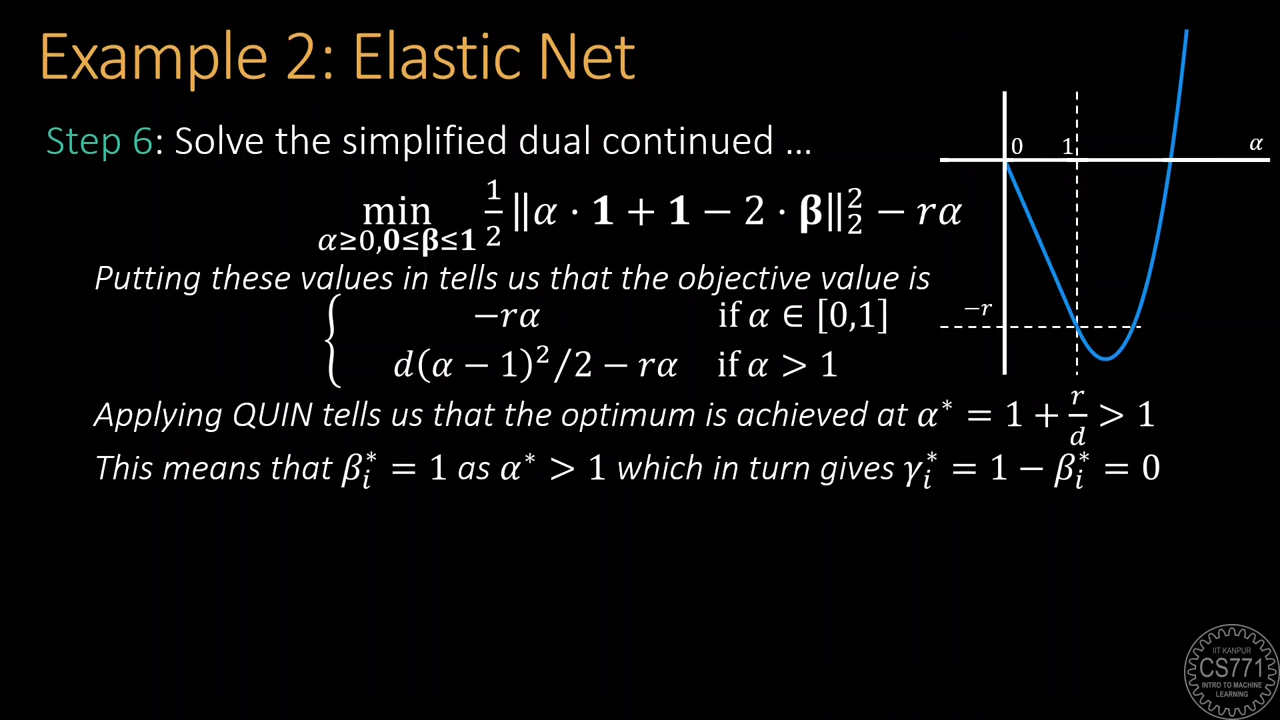 Example 2: Elastic Net
Step 6: Solve the simplified dual continued …
min α≥0,𝟎≤𝛃≤𝟏 1/2 ‖α · 𝟏 + 𝟏 − 2 · 𝛃‖₂² − rα
Putting these values in tells us that the objective value is
{ −rα if α ∈ [0,1]
d(α − 1)²/2 − rα if α > 1
Applying QUIN tells us that the optimum is achieved at α* = 1 + r/d > 1
This means that βᵢ* = 1 as α* > 1 which in turn gives γᵢ* = 1 − βᵢ* = 0
0 1 α
−r
IIT KANPUR
CS771
INTRO TO MACHINE
LEARNING